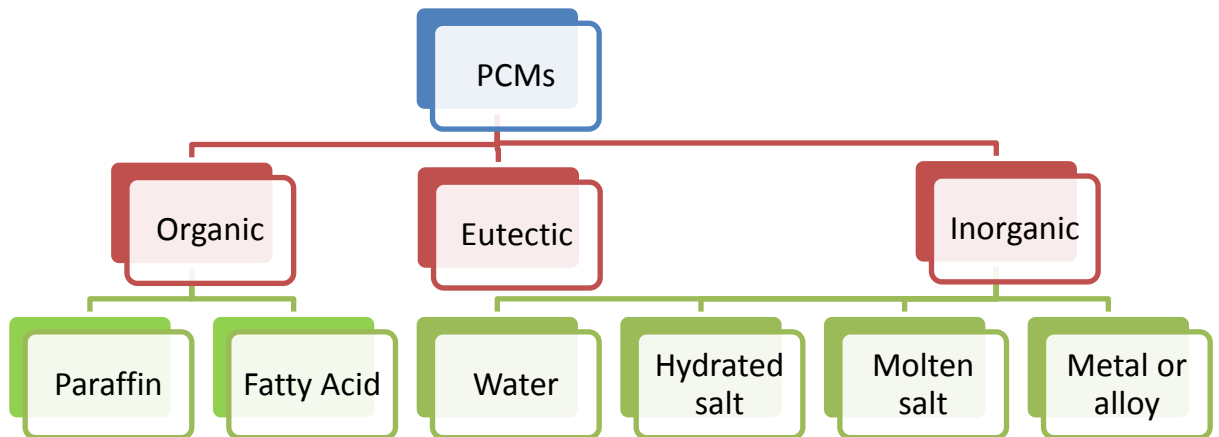 PCMs
Organic
Eutectic
Inorganic
Paraffin
Fatty Acid
Water
Hydrated
salt
Molten
salt
Metal or
alloy